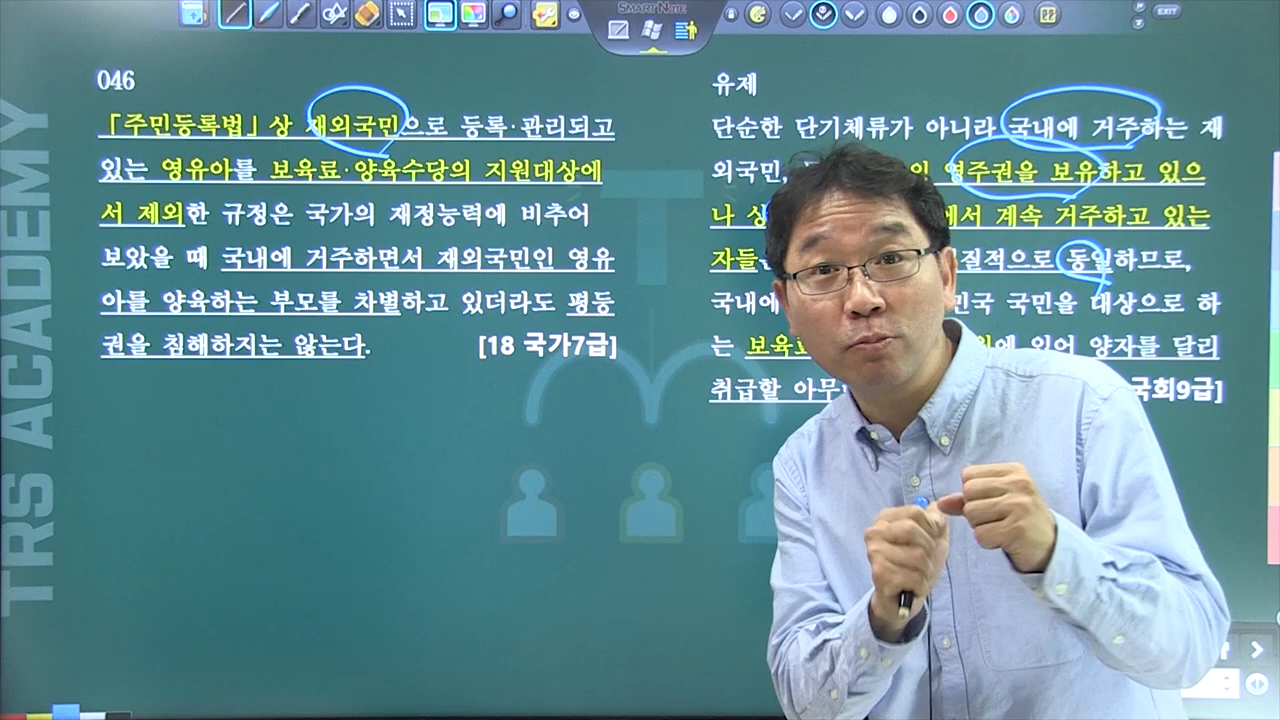 SMART NOTE
EXIT
TRS ACADEMY
046
「주민등록법」상 재외국민으로 등록·관리되고
있는 영유아를 보육료·양육수당의 지원대상에
서 제외한 규정은 국가의 재정능력에 비추어
보았을 때 국내에 거주하면서 재외국민인 영유
아를 양육하는 부모를 차별하고 있더라도 평등
권을 침해하지는 않는다.
[18 국가7급]
유제
단순한 단기체류가 아니라 국내에 거주하는 재
외국민, 영주권을 보유하고 있으
나 에서 계속 거주하고 있는
자들 질적으로 동일하므로,
국내에 국민을 대상으로 하
는 에 있어 양자를 달리
취급할 국회9급]